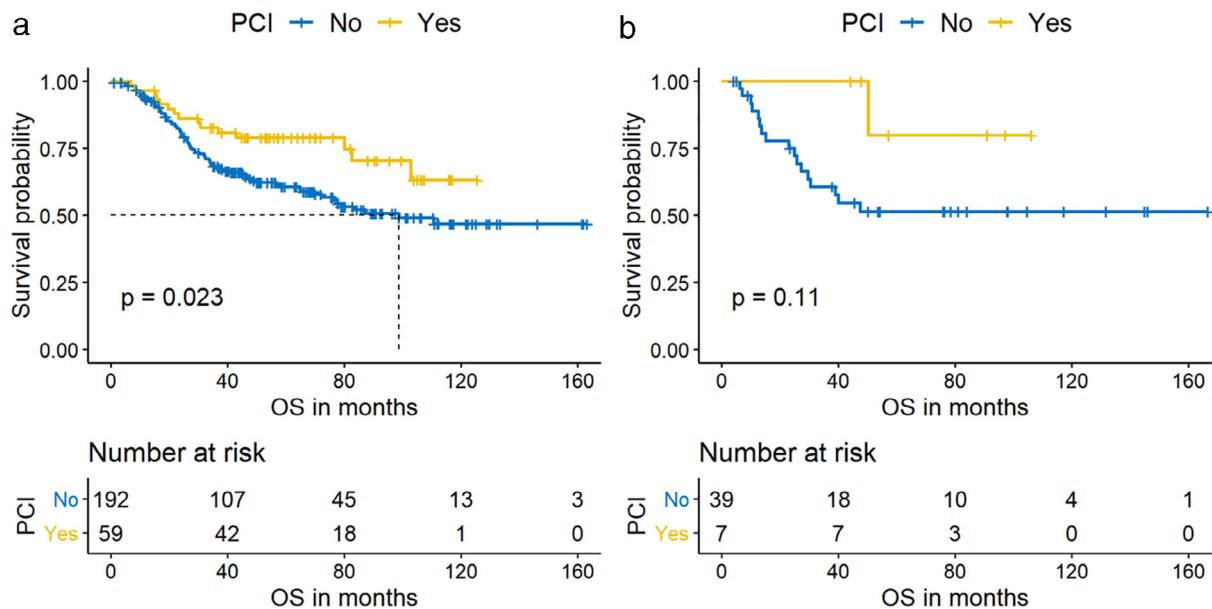 a
PCI No Yes
Survival probability
1.00
0.75
0.50
0.25
0.00
p = 0.023
0 40 80 120 160
OS in months
Number at risk
PCI
No 192 107 45 13 3
Yes 59 42 18 1 0
0 40 80 120 160
OS in months
b
PCI No Yes
Survival probability
1.00
0.75
0.50
0.25
0.00
p = 0.11
0 40 80 120 160
OS in months
Number at risk
PCI
No 39 18 10 4 1
Yes 7 7 3 0 0
0 40 80 120 160
OS in months